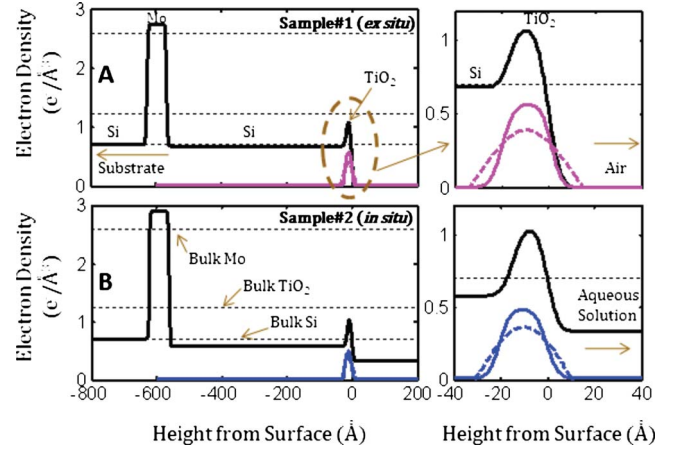 Mo
Sample#1 (ex situ)
TiO₂
A
TiO₂
Si
Si
Si
Substrate
Air
Electron Density
(e⁻/Å³)
3
2
1
0
1
0.5
0
Sample#2 (in situ)
B
Bulk Mo
Bulk TiO₂
Bulk Si
Aqueous
Solution
Electron Density
(e⁻/Å³)
3
2
1
0
1
0.5
0
-800 -600 -400 -200 0 200
-40 -20 0 20 40
Height from Surface (Å)
Height from Surface (Å)